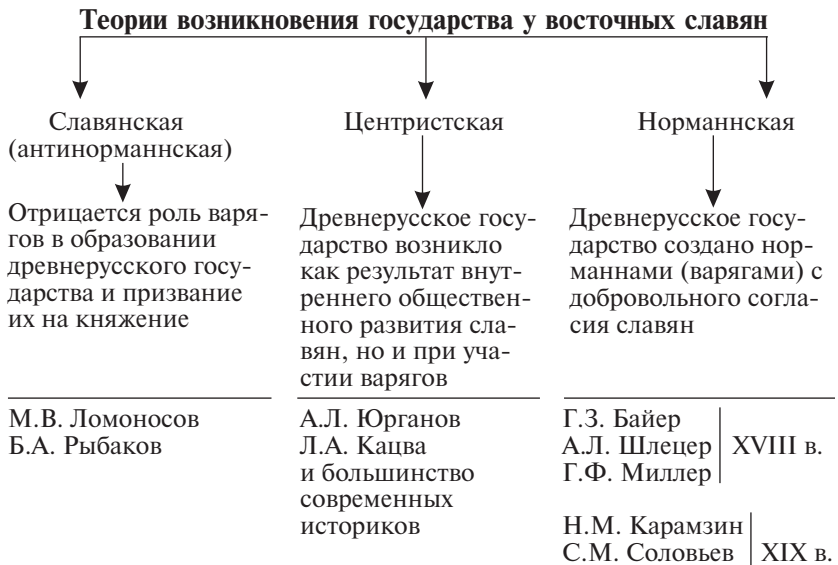 Теории возникновения государства у восточных славян
Славянская
(антинорманнская)
Отрицается роль варя-
гов в образовании
древнерусского госу-
дарства и призвание
их на княжение
М.В. Ломоносов
Б.А. Рыбаков
Центристская
Древнерусское госу-
дарство возникло
как результат внут-
реннего обществен-
ного развития сла-
вян, но и при уча-
стии варягов
А.Л. Юрганов
Л.А. Кацва
и большинство
современных
историков
Норманнская
Древнерусское госу-
дарство создано нор-
маннами (варягами) с
добровольного согла-
сия славян
Г.З. Байер
А.Л. Шлецер
Г.Ф. Миллер
XVIII в.
Н.М. Карамзин
С.М. Соловьев
XIX в.